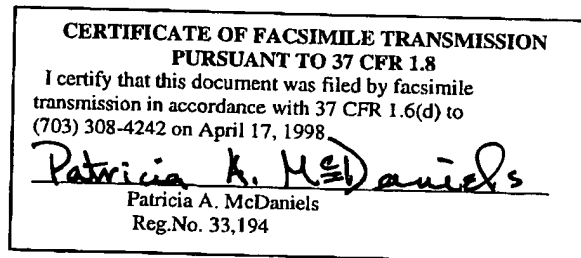 CERTIFICATE OF FACSIMILE TRANSMISSION
PURSUANT TO 37 CFR 1.8
I certify that this document was filed by facsimile
transmission in accordance with 37 CFR 1.6(d) to
(703) 308-4242 on April 17, 1998
Patricia A. McDaniels
Patricia A. McDaniels
Reg.No. 33,194